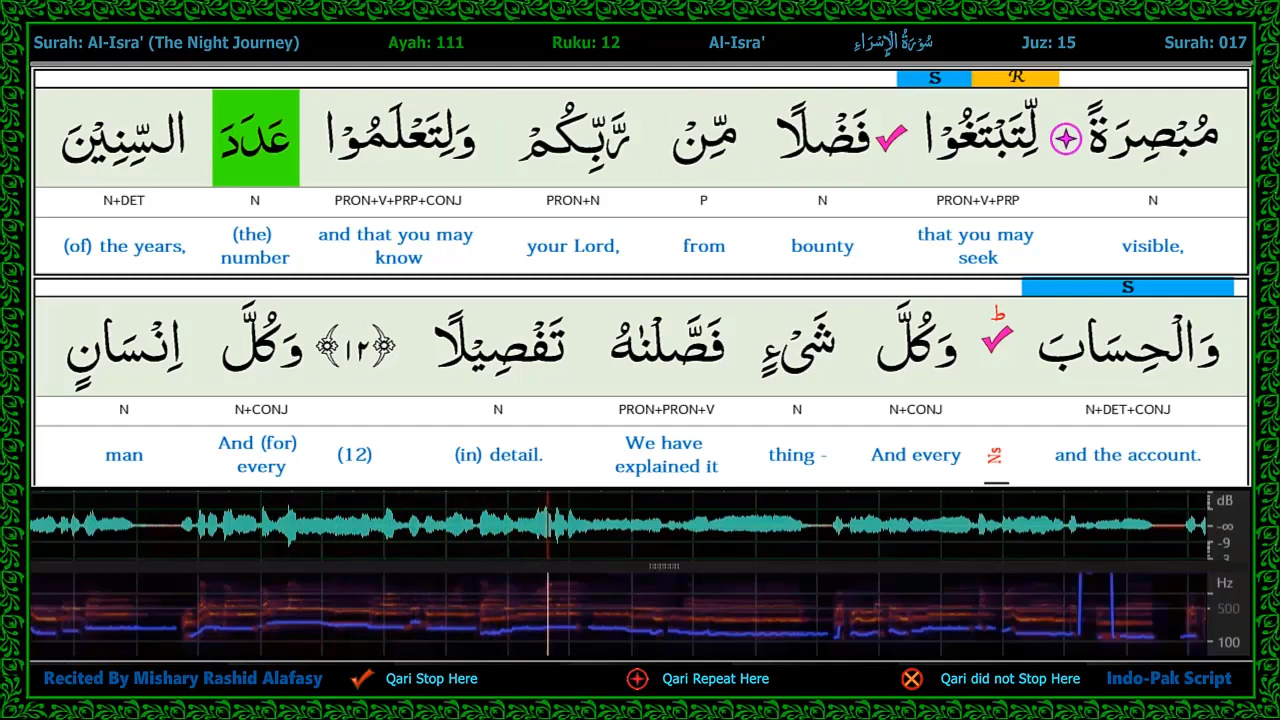 Surah: Al-Isra' (The Night Journey) Ayah: 111 Ruku: 12 Al-Isra' سُوْرَةُ الْإِسْرَاءِ Juz: 15 Surah: 017
S R
مُبْصِرَةً لِّتَبْتَغُوْا فَضْلًا مِّنْ رَّبِّكُمْ وَلِتَعْلَمُوْا عَدَدَ السِّنِيْنَ
N+DET N PRON+V+PRP+CONJ PRON+N P N PRON+V+PRP N
(of) the years, (the) number and that you may know your Lord, from bounty that you may seek visible,
S
وَالْحِسَابَ ؕ وَكُلَّ شَىْءٍ فَصَّلْنٰهُ تَفْصِيْلًا ﴿١٢﴾ وَكُلَّ اِنْسَانٍ
N N+CONJ N PRON+PRON+V N N+CONJ N+DET+CONJ
man And (for) every (12) (in) detail. We have explained it thing - And every Ns and the account.
dB
-∞
-9
3
Hz
500
100
Recited By Mishary Rashid Alafasy Qari Stop Here Qari Repeat Here Qari did not Stop Here Indo-Pak Script